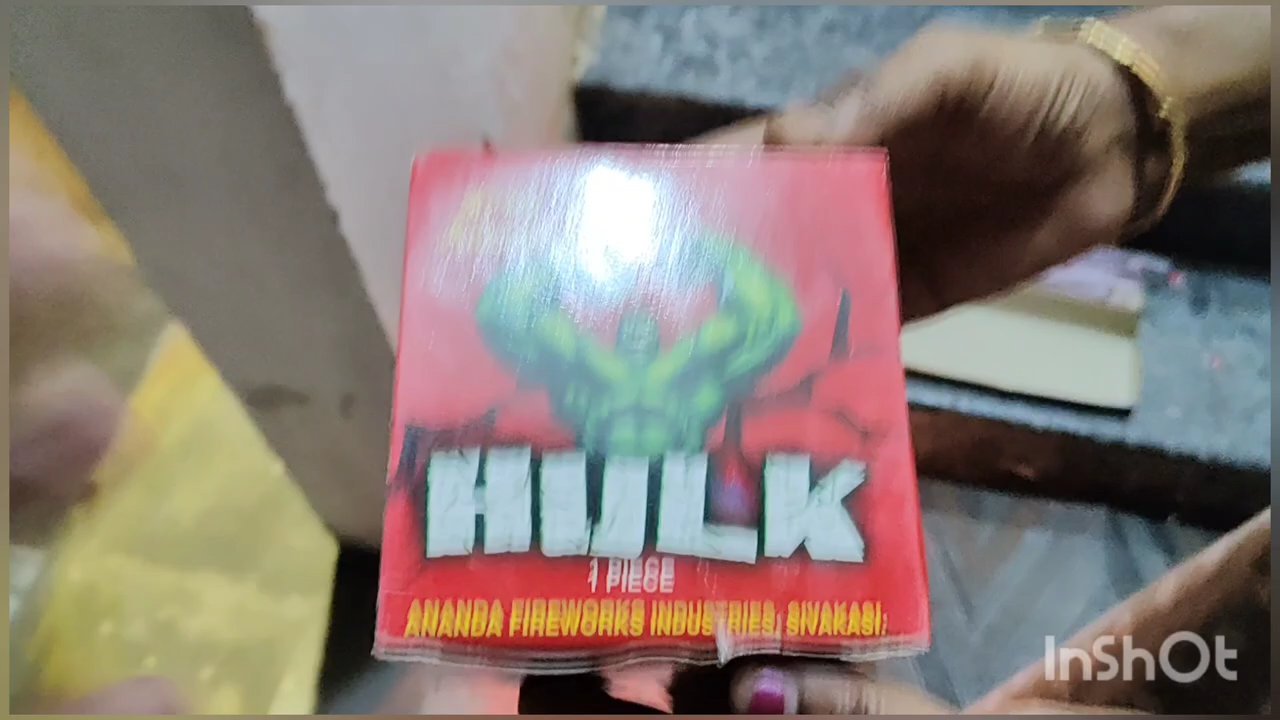 HULK
1 PIECE
ANANDA FIREWORKS INDUSTRIES, SIVAKASI.
InShOt